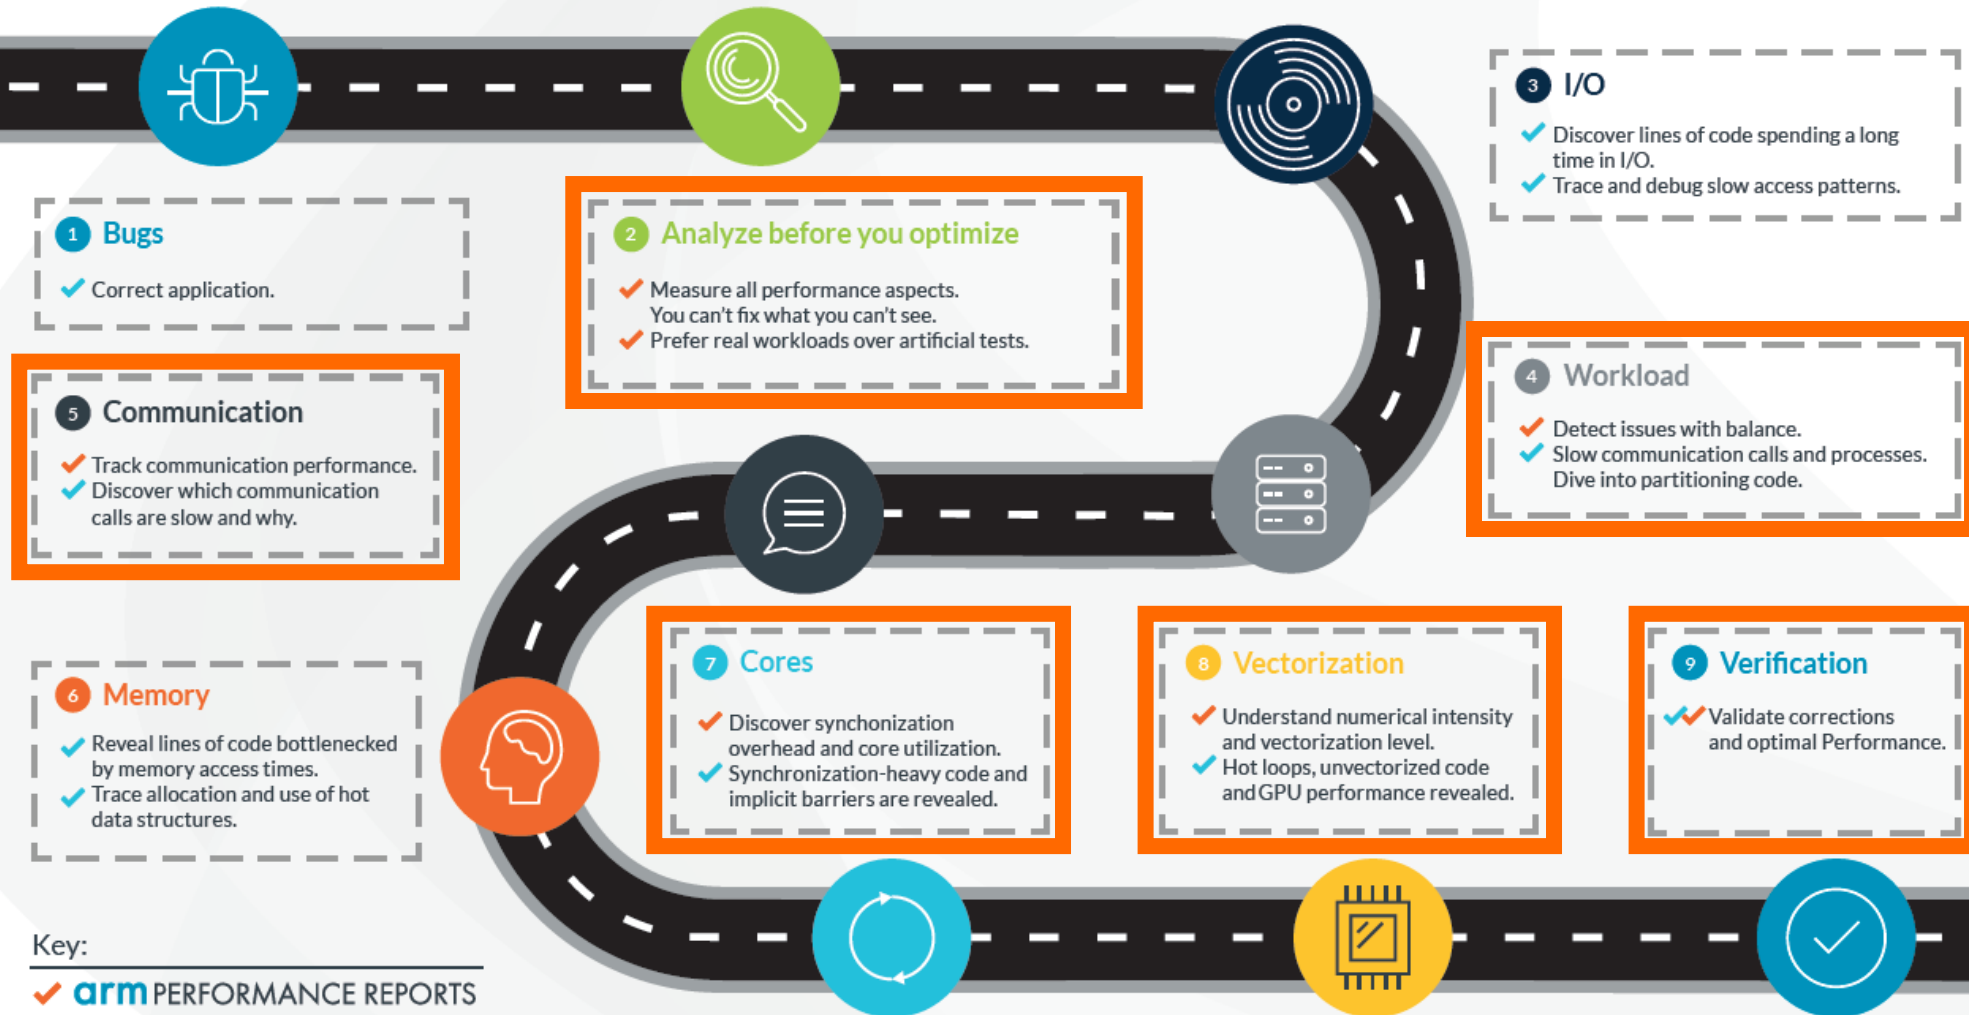 1 Bugs
Correct application.
2 Analyze before you optimize
Measure all performance aspects.
You can't fix what you can't see.
Prefer real workloads over artificial tests.
3 I/O
Discover lines of code spending a long
time in I/O.
Trace and debug slow access patterns.
4 Workload
Detect issues with balance.
Slow communication calls and processes.
Dive into partitioning code.
5 Communication
Track communication performance.
Discover which communication
calls are slow and why.
6 Memory
Reveal lines of code bottlenecked
by memory access times.
Trace allocation and use of hot
data structures.
7 Cores
Discover synchonization
overhead and core utilization.
Synchronization-heavy code and
implicit barriers are revealed.
8 Vectorization
Understand numerical intensity
and vectorization level.
Hot loops, unvectorized code
and GPU performance revealed.
9 Verification
Validate corrections
and optimal Performance.
Key:
arm PERFORMANCE REPORTS